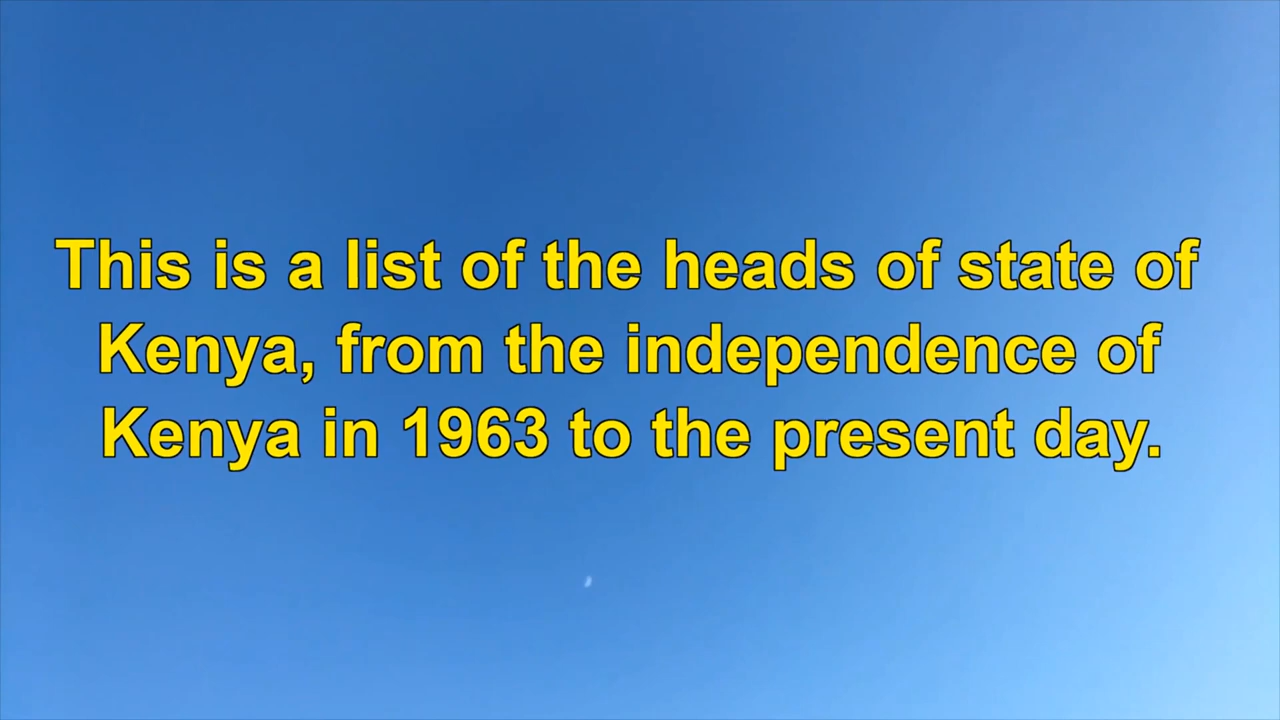 This is a list of the heads of state of
Kenya, from the independence of
Kenya in 1963 to the present day.